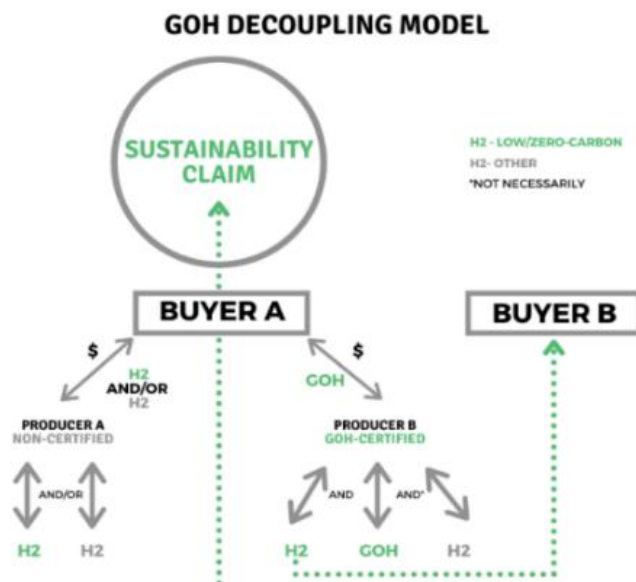 GOH DECOUPLING MODEL
SUSTAINABILITY
CLAIM
H2 - LOW/ZERO-CARBON
H2- OTHER
*NOT NECESSARILY
BUYER A
BUYER B
$
$
H2
AND/OR
H2
GOH
PRODUCER A
NON-CERTIFIED
PRODUCER B
GOH-CERTIFIED
AND/OR
AND
AND*
H2
H2
H2
GOH
H2